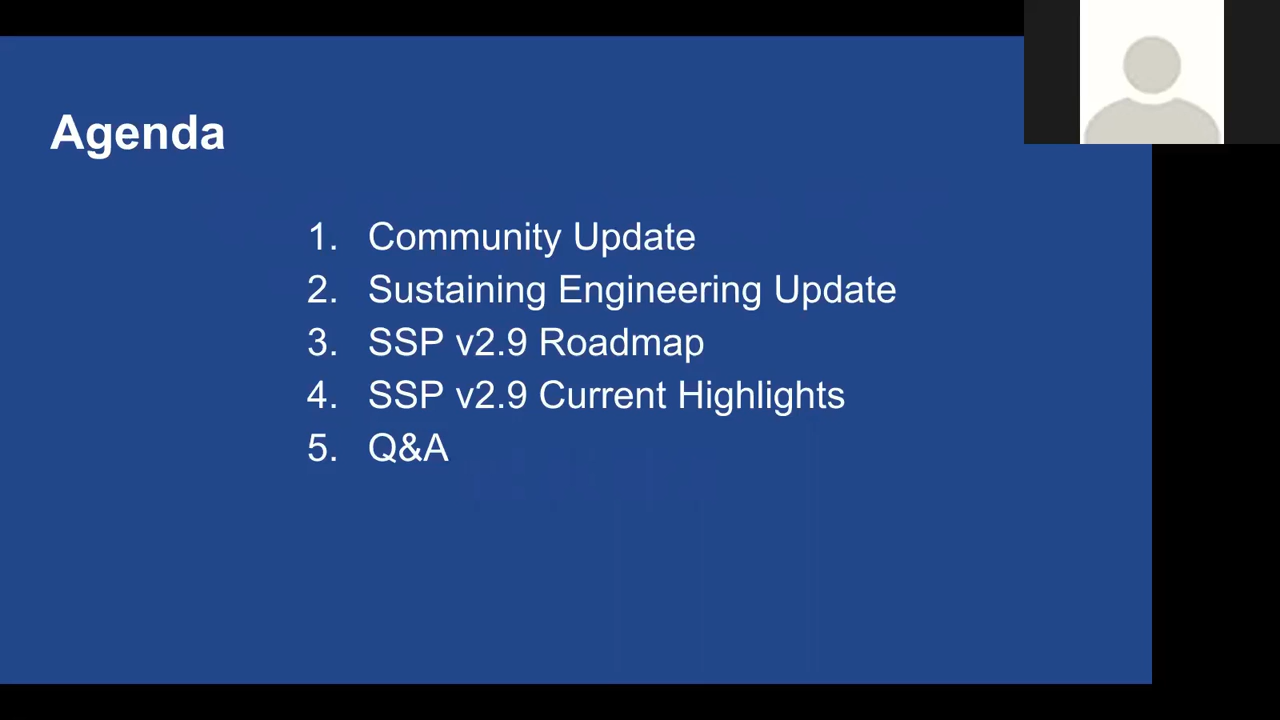 Agenda
1. Community Update
2. Sustaining Engineering Update
3. SSP v2.9 Roadmap
4. SSP v2.9 Current Highlights
5. Q&A